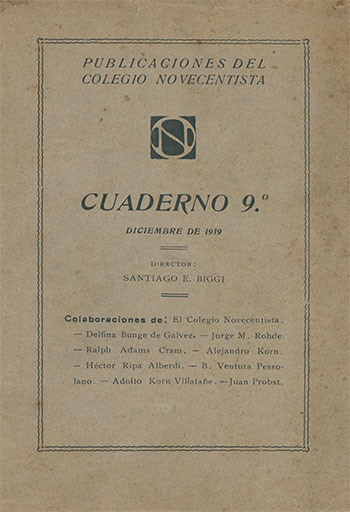 PUBLICACIONES DEL
COLEGIO NOVECENTISTA
CUADERNO 9.º
DICIEMBRE DE 1919
DIRECTOR:
SANTIAGO E. BIGGI
Colaboraciones de: El Colegio Novecentista.
— Delfina Bunge de Galvez. — Jorge M. Rohde.
— Ralph Adams Cram. — Alejandro Korn.
— Héctor Ripa Alberdi. — B. Ventura Pesso-
lano. — Adolfo Korn Villafañe. — Juan Probst.